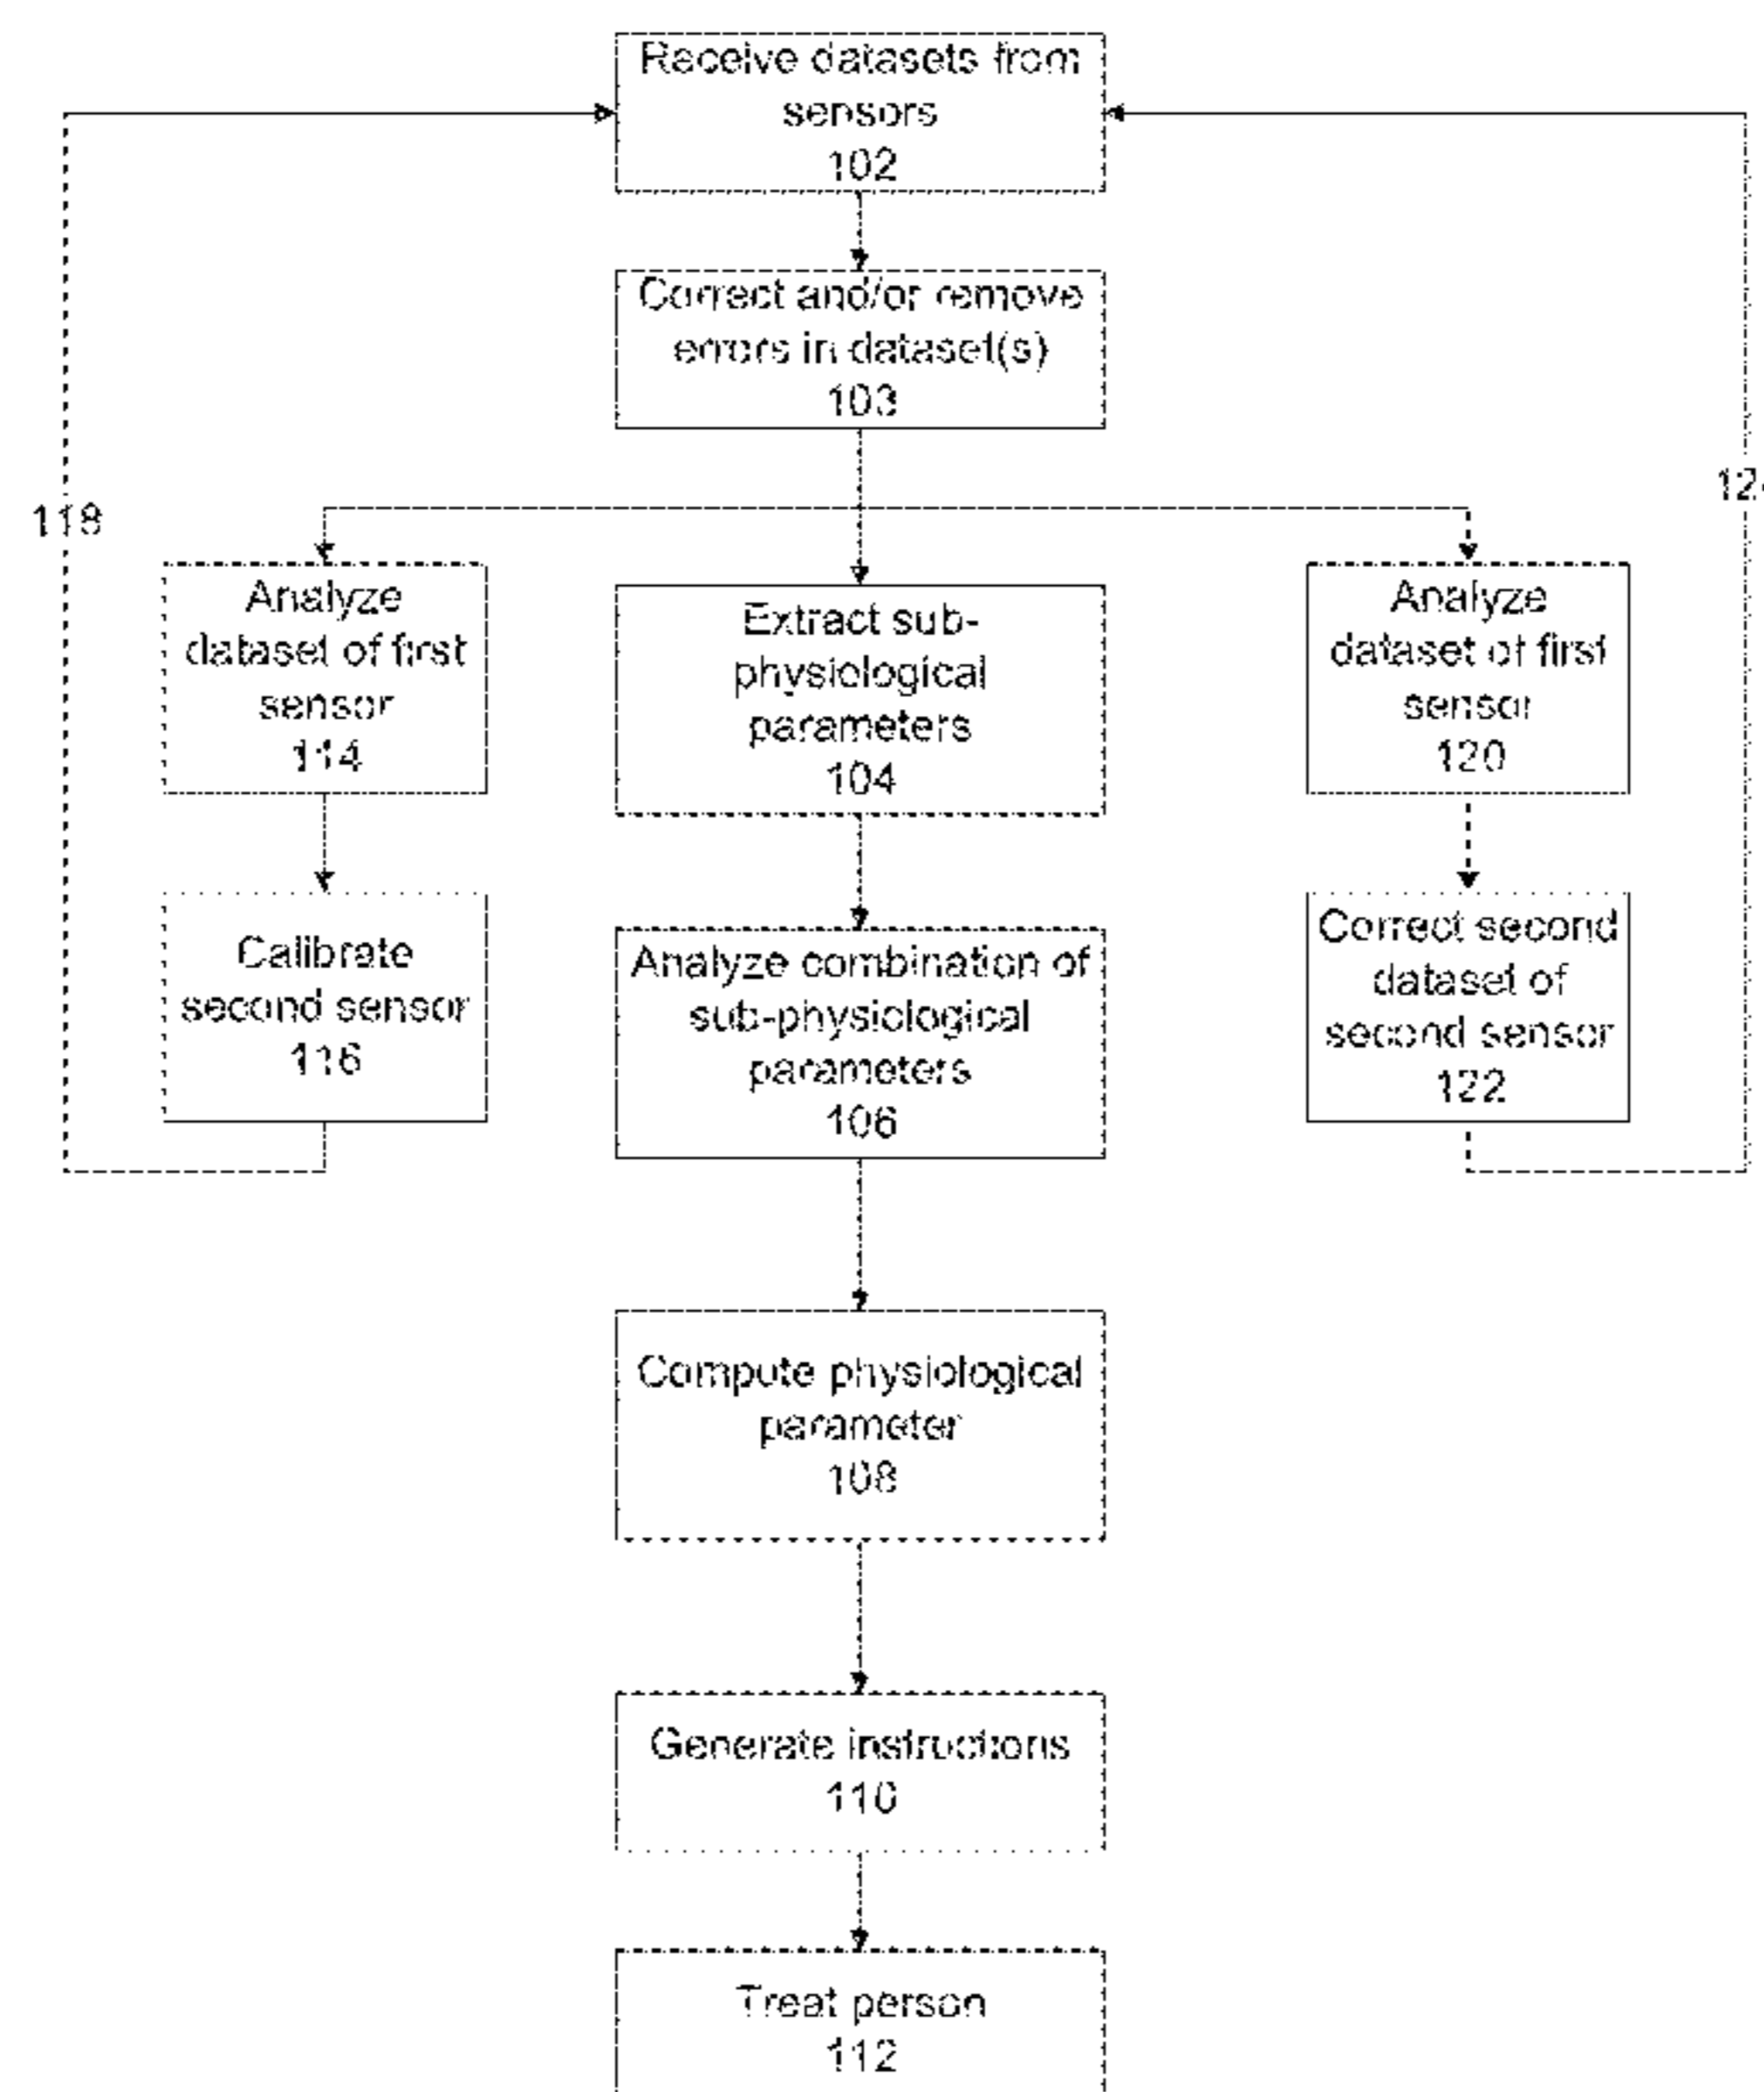 Receive datasets from
sensors
102
Correct and/or remove
errors in dataset(s)
103
118
Analyze
dataset of first
sensor
114
Extract sub-
physiological
parameters
104
Analyze
dataset of first
sensor
120
Calibrate
second sensor
116
Analyze combination of
sub-physiological
parameters
106
Correct second
dataset of
second sensor
122
Compute physiological
parameter
108
Generate instructions
110
Treat person
112